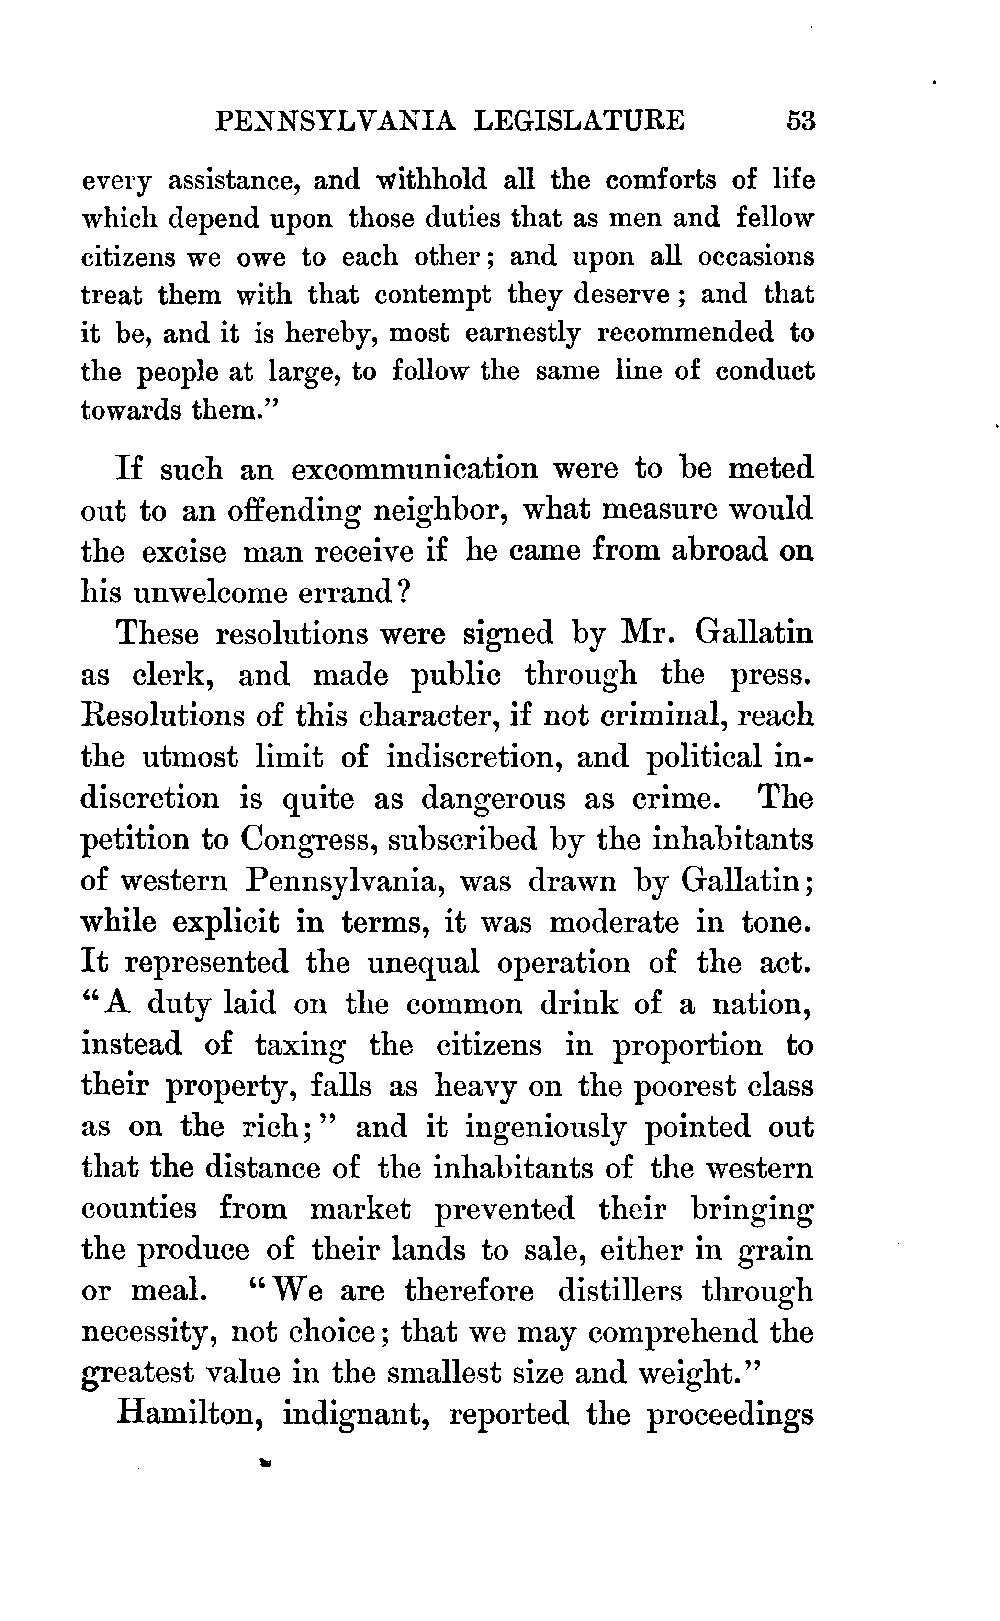 PENNSYLVANIA LEGISLATURE 53
every assistance, and withhold all the comforts of life
which depend upon those duties that as men and fellow
citizens we owe to each other; and upon all occasions
treat them with that contempt they deserve; and that
it be, and it is hereby, most earnestly recommended to
the people at large, to follow the same line of conduct
towards them."
If such an excommunication were to be meted
out to an offending neighbor, what measure would
the excise man receive if he came from abroad on
his unwelcome errand?
These resolutions were signed by Mr. Gallatin
as clerk, and made public through the press.
Resolutions of this character, if not criminal, reach
the utmost limit of indiscretion, and political in-
discretion is quite as dangerous as crime. The
petition to Congress, subscribed by the inhabitants
of western Pennsylvania, was drawn by Gallatin;
while explicit in terms, it was moderate in tone.
It represented the unequal operation of the act.
"A duty laid on the common drink of a nation,
instead of taxing the citizens in proportion to
their property, falls as heavy on the poorest class
as on the rich;" and it ingeniously pointed out
that the distance of the inhabitants of the western
counties from market prevented their bringing
the produce of their lands to sale, either in grain
or meal. "We are therefore distillers through
necessity, not choice; that we may comprehend the
greatest value in the smallest size and weight."
Hamilton, indignant, reported the proceedings